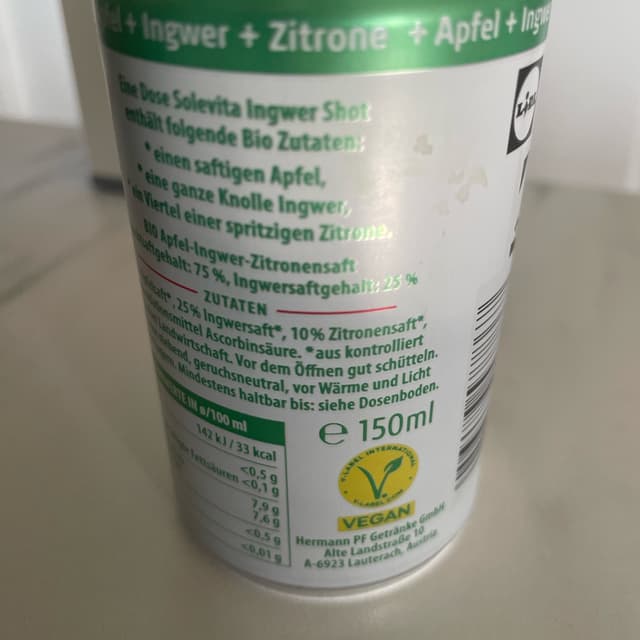 + Ingwer + Zitrone + Apfel +
Eine Dose Solevita Ingwer Shot
enthält folgende Bio Zutaten:
* einen saftigen Apfel,
* eine ganze Knolle Ingwer,
ein Viertel einer spritzigen Zitrone.
BIO Apfel-Ingwer-Zitronensaft
75 %, Ingwersaftgehalt: 25 %
ZUTATEN
25% Ingwersaft*, 10% Zitronensaft*,
Ascorbinsäure. *aus kontrolliert
Landwirtschaft. Vor dem Öffnen gut schütteln.
geruchsneutral, vor Wärme und Licht
Mindestens haltbar bis: siehe Dosenboden.
ø/100 ml
142 kJ / 33 kcal
<0,5 g
Fettsäuren <0,1 g
7,9 g
7,6 g
<0,5 g
<0,01 g
e 150ml
V-LABEL INTERNATIONAL
V-LABEL.COM
VEGAN
Hermann PF Getränke GmbH
Alte Landstraße 10
A-6923 Lauterach, Austria